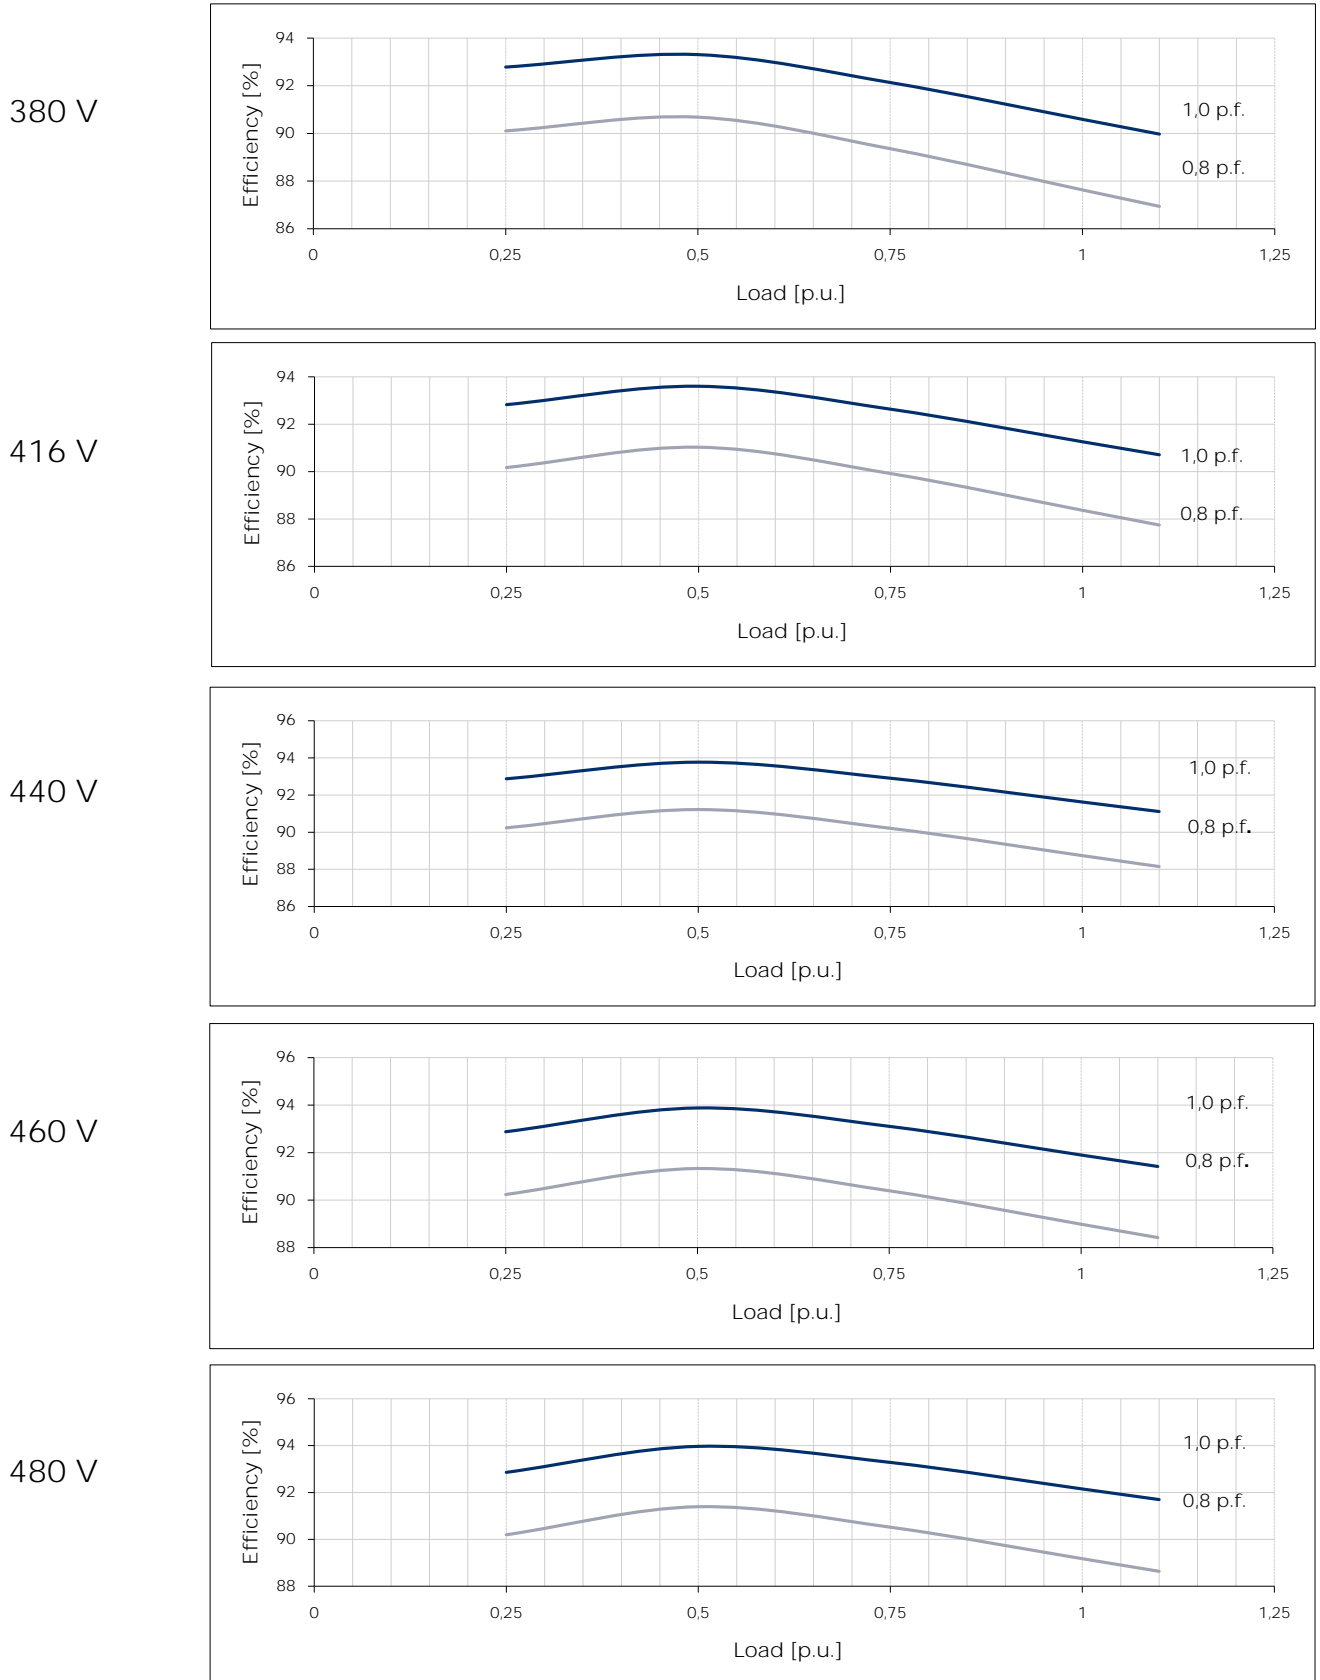 380 V
Efficiency [%]
94
92
90
88
86
1,0 p.f.
0,8 p.f.
0 0,25 0,5 0,75 1 1,25
Load [p.u.]
416 V
Efficiency [%]
94
92
90
88
86
1,0 p.f.
0,8 p.f.
0 0,25 0,5 0,75 1 1,25
Load [p.u.]
440 V
Efficiency [%]
96
94
92
90
88
86
1,0 p.f.
0,8 p.f.
0 0,25 0,5 0,75 1 1,25
Load [p.u.]
460 V
Efficiency [%]
96
94
92
90
88
1,0 p.f.
0,8 p.f.
0 0,25 0,5 0,75 1 1,25
Load [p.u.]
480 V
Efficiency [%]
96
94
92
90
88
1,0 p.f.
0,8 p.f.
0 0,25 0,5 0,75 1 1,25
Load [p.u.]